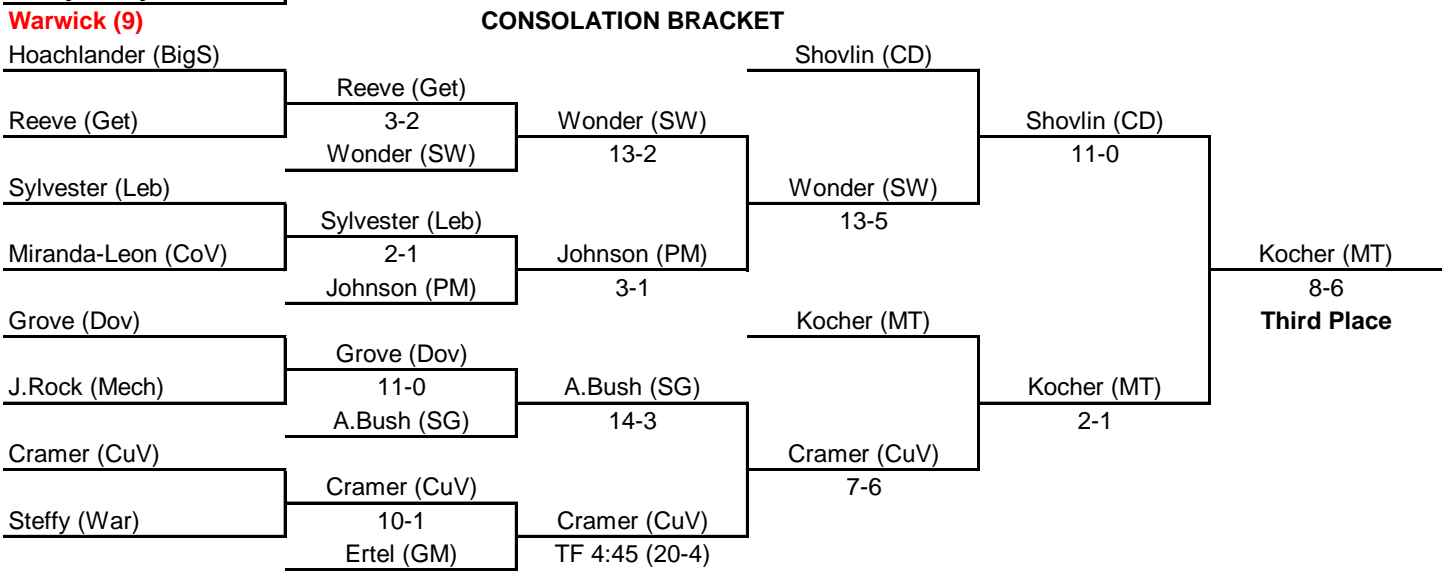 Warwick (9)
CONSOLATION BRACKET
Hoachlander (BigS)
Shovlin (CD)
Reeve (Get)
Reeve (Get)
3-2
Wonder (SW)
Shovlin (CD)
Wonder (SW)
13-2
11-0
Sylvester (Leb)
Wonder (SW)
Sylvester (Leb)
13-5
Miranda-Leon (CoV)
2-1
Johnson (PM)
Kocher (MT)
Johnson (PM)
3-1
8-6
Grove (Dov)
Kocher (MT)
Third Place
Grove (Dov)
J.Rock (Mech)
11-0
A.Bush (SG)
Kocher (MT)
A.Bush (SG)
14-3
2-1
Cramer (CuV)
Cramer (CuV)
Cramer (CuV)
7-6
Steffy (War)
10-1
Cramer (CuV)
Ertel (GM)
TF 4:45 (20-4)